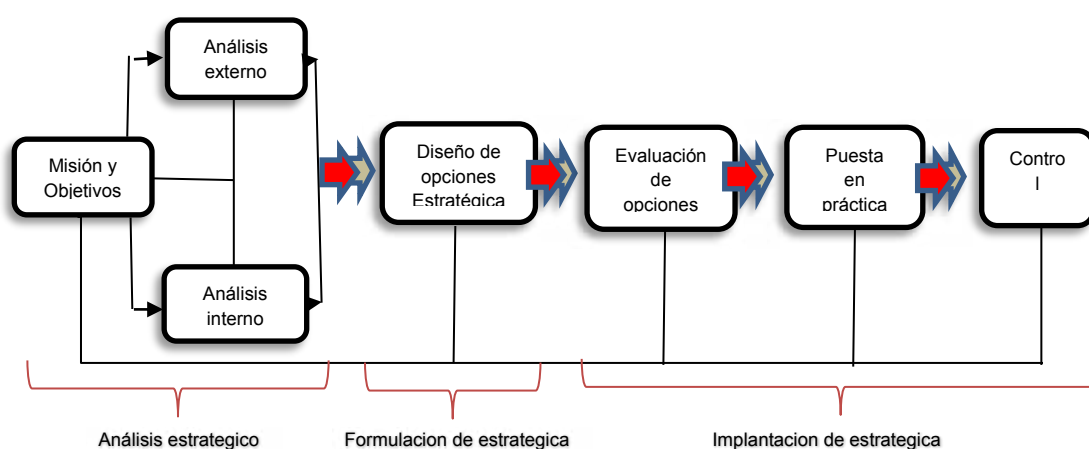 Análisis
externo
Misión y
Objetivos
Análisis
interno
Diseño de
opciones
Estratégica
Evaluación
de
opciones
Puesta
en
práctica
Contro
l
Análisis estrategico
Formulacion de estrategica
Implantacion de estrategica